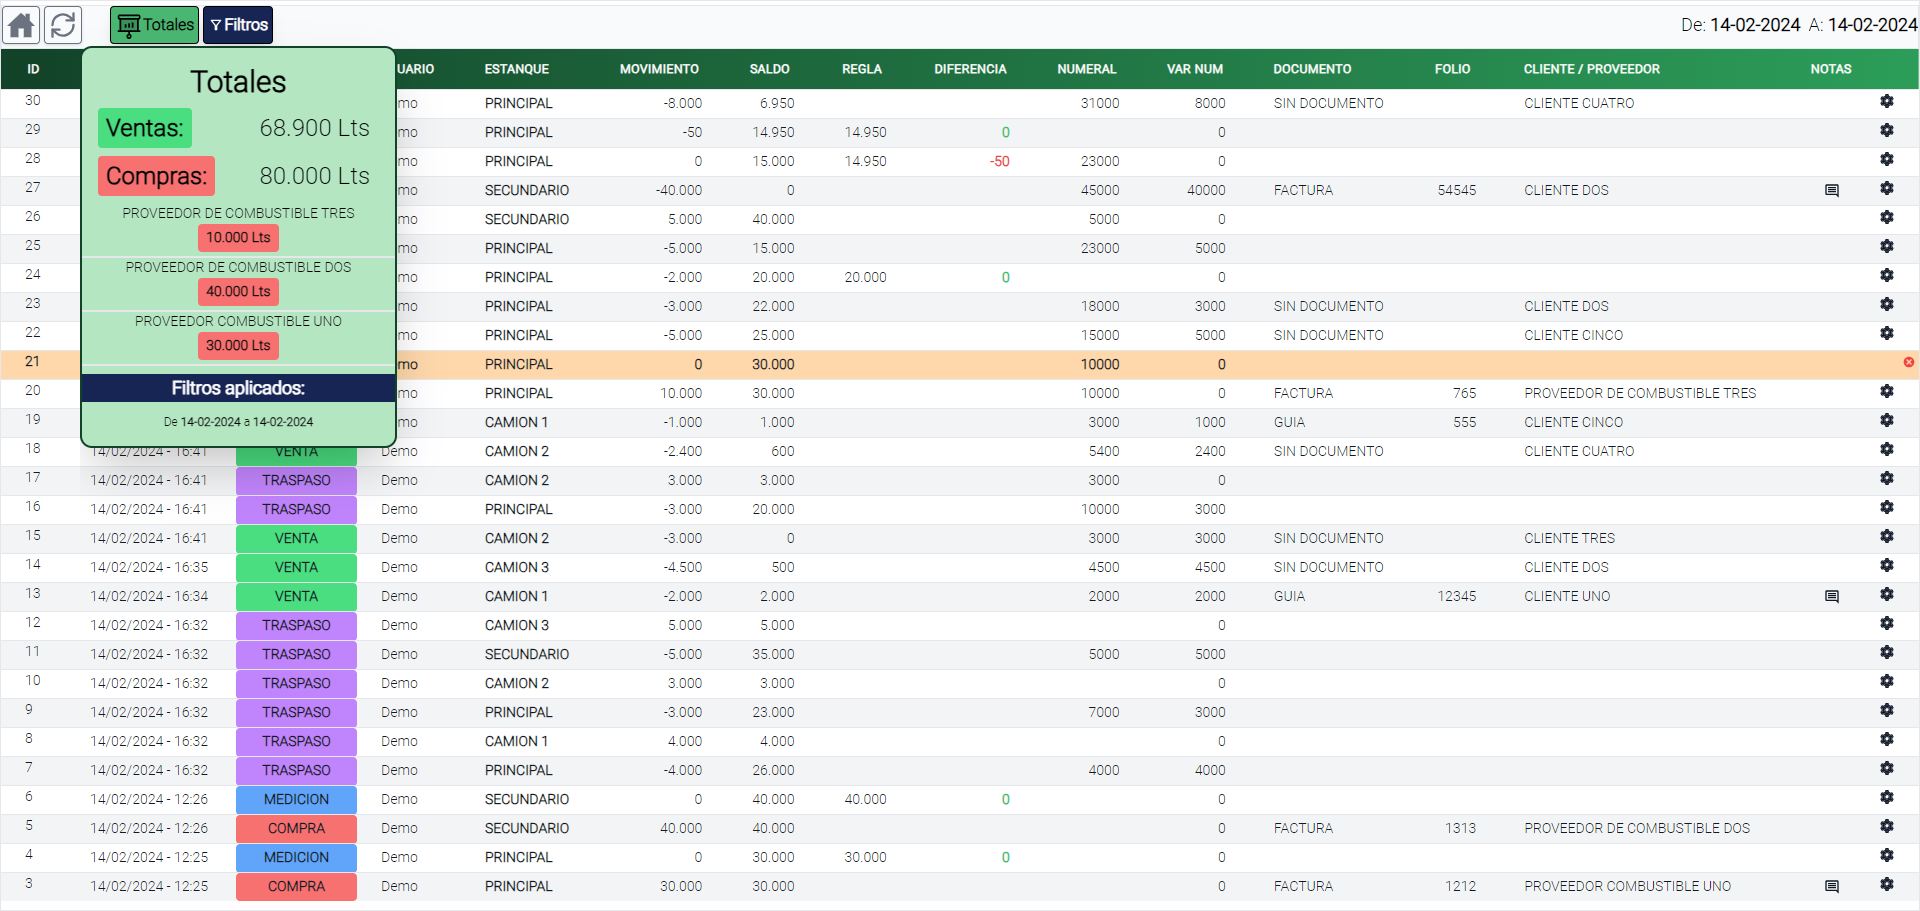 Totales Filtros De: 14-02-2024 A: 14-02-2024
ID UARIO ESTANQUE MOVIMIENTO SALDO REGLA DIFERENCIA NUMERAL VAR NUM DOCUMENTO FOLIO CLIENTE / PROVEEDOR NOTAS
Totales
Ventas: 68.900 Lts
Compras: 80.000 Lts
PROVEEDOR DE COMBUSTIBLE TRES
10.000 Lts
PROVEEDOR DE COMBUSTIBLE DOS
40.000 Lts
PROVEEDOR COMBUSTIBLE UNO
30.000 Lts
Filtros aplicados:
De 14-02-2024 a 14-02-2024
30 mo PRINCIPAL -8.000 6.950 31000 8000 SIN DOCUMENTO CLIENTE CUATRO
29 mo PRINCIPAL -50 14.950 14.950 0 0
28 mo PRINCIPAL 0 15.000 14.950 -50 23000 0
27 mo SECUNDARIO -40.000 0 45000 40000 FACTURA 54545 CLIENTE DOS
26 mo SECUNDARIO 5.000 40.000 5000 0
25 mo PRINCIPAL -5.000 15.000 23000 5000
24 mo PRINCIPAL -2.000 20.000 20.000 0 0
23 mo PRINCIPAL -3.000 22.000 18000 3000 SIN DOCUMENTO CLIENTE DOS
22 mo PRINCIPAL -5.000 25.000 15000 5000 SIN DOCUMENTO CLIENTE CINCO
21 mo PRINCIPAL 0 30.000 10000 0
20 mo PRINCIPAL 10.000 30.000 10000 0 FACTURA 765 PROVEEDOR DE COMBUSTIBLE TRES
19 mo CAMION 1 -1.000 1.000 3000 1000 GUIA 555 CLIENTE CINCO
18 14/02/2024 - 16:41 VENTA Demo CAMION 2 -2.400 600 5400 2400 SIN DOCUMENTO CLIENTE CUATRO
17 14/02/2024 - 16:41 TRASPASO Demo CAMION 2 3.000 3.000 3000 0
16 14/02/2024 - 16:41 TRASPASO Demo PRINCIPAL -3.000 20.000 10000 3000
15 14/02/2024 - 16:41 VENTA Demo CAMION 2 -3.000 0 3000 3000 SIN DOCUMENTO CLIENTE TRES
14 14/02/2024 - 16:35 VENTA Demo CAMION 3 -4.500 500 4500 4500 SIN DOCUMENTO CLIENTE DOS
13 14/02/2024 - 16:34 VENTA Demo CAMION 1 -2.000 2.000 2000 2000 GUIA 12345 CLIENTE UNO
12 14/02/2024 - 16:32 TRASPASO Demo CAMION 3 5.000 5.000 0
11 14/02/2024 - 16:32 TRASPASO Demo SECUNDARIO -5.000 35.000 5000 5000
10 14/02/2024 - 16:32 TRASPASO Demo CAMION 2 3.000 3.000 0
9 14/02/2024 - 16:32 TRASPASO Demo PRINCIPAL -3.000 23.000 7000 3000
8 14/02/2024 - 16:32 TRASPASO Demo CAMION 1 4.000 4.000 0
7 14/02/2024 - 16:32 TRASPASO Demo PRINCIPAL -4.000 26.000 4000 4000
6 14/02/2024 - 12:26 MEDICION Demo SECUNDARIO 0 40.000 40.000 0 0
5 14/02/2024 - 12:26 COMPRA Demo SECUNDARIO 40.000 40.000 0 FACTURA 1313 PROVEEDOR DE COMBUSTIBLE DOS
4 14/02/2024 - 12:25 MEDICION Demo PRINCIPAL 0 30.000 30.000 0 0
3 14/02/2024 - 12:25 COMPRA Demo PRINCIPAL 30.000 30.000 0 FACTURA 1212 PROVEEDOR COMBUSTIBLE UNO